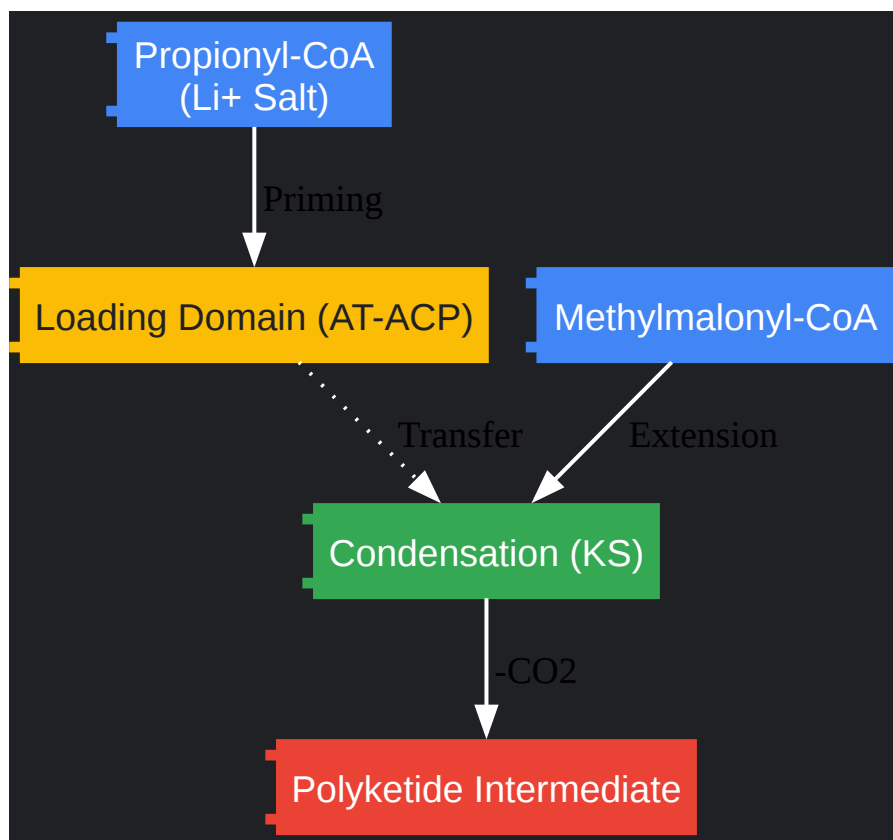 Propionyl-CoA
(Li+ Salt)
Priming
Loading Domain (AT-ACP)
Methylmalonyl-CoA
Transfer
Extension
Condensation (KS)
-CO2
Polyketide Intermediate